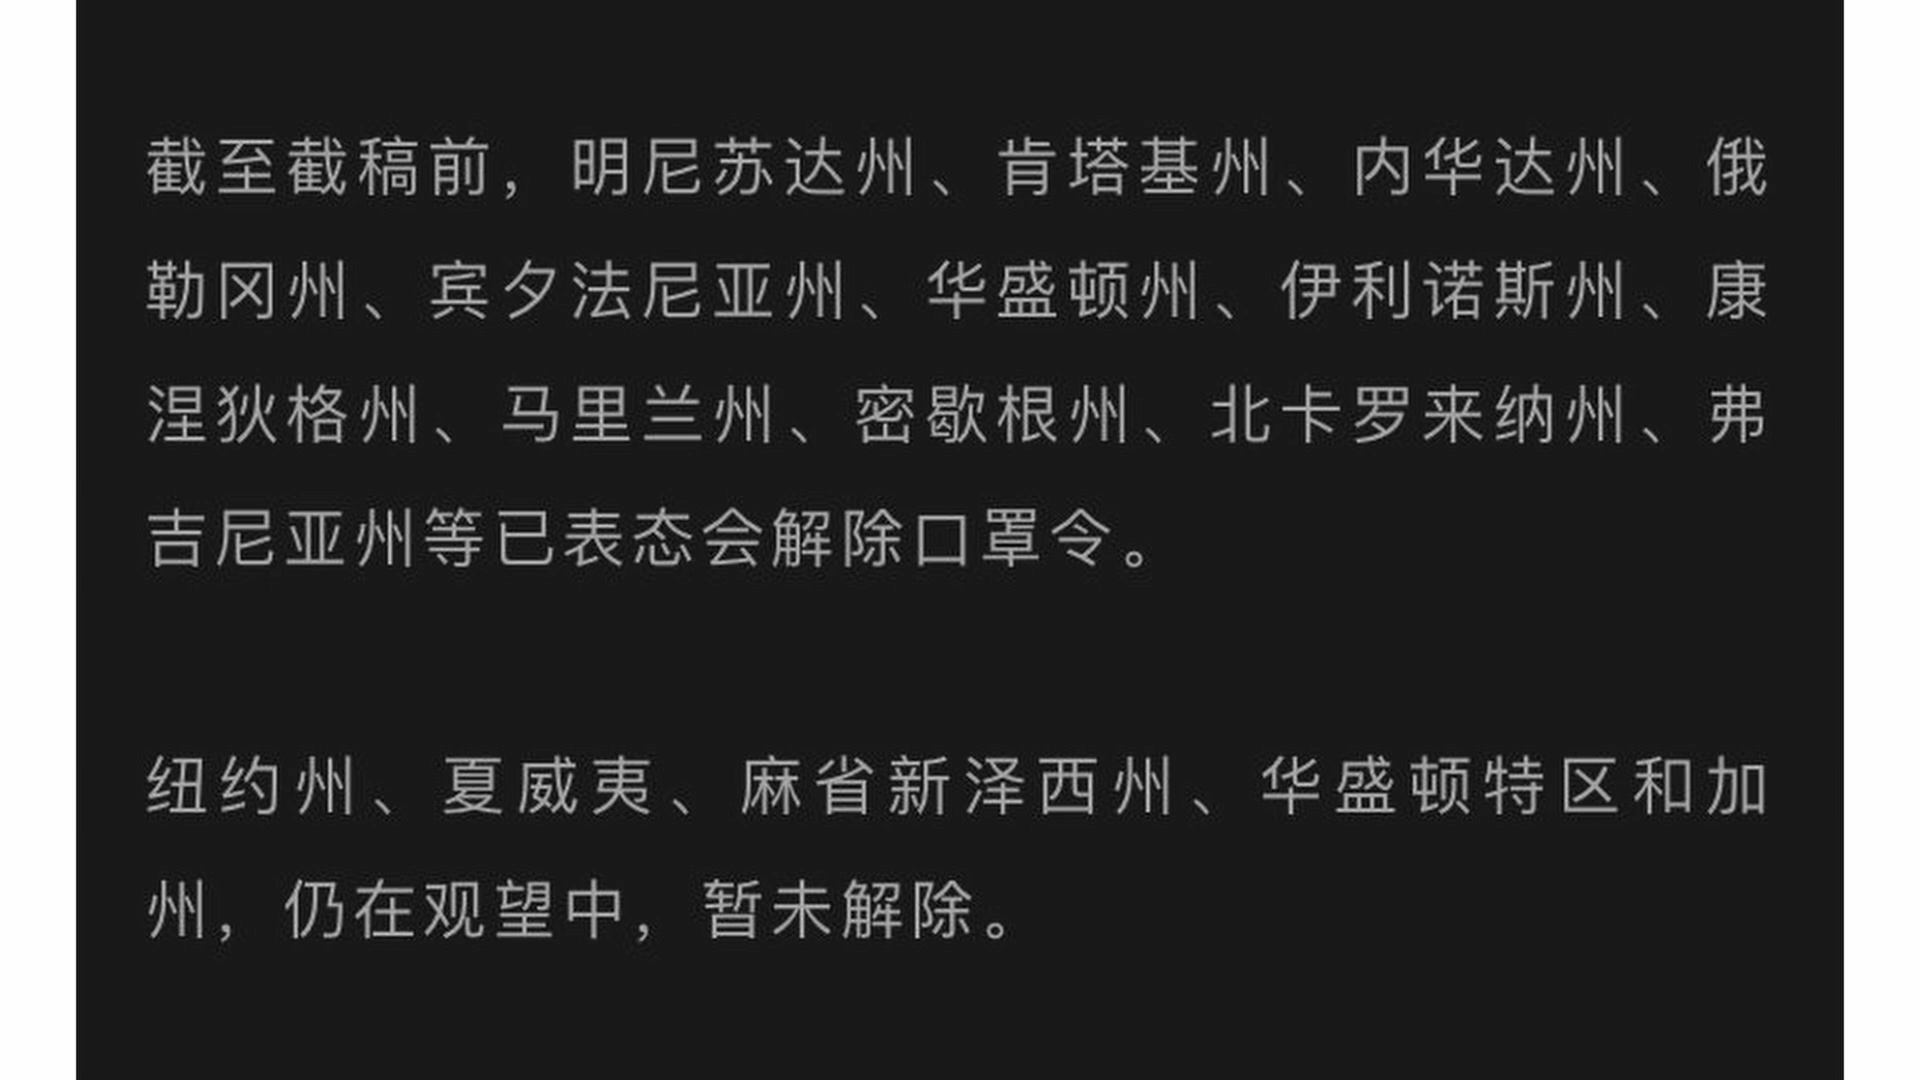 截至截稿前，明尼苏达州、肯塔基州、内华达州、俄
勒冈州、宾夕法尼亚州、华盛顿州、伊利诺斯州、康
涅狄格州、马里兰州、密歇根州、北卡罗来纳州、弗
吉尼亚州等已表态会解除口罩令。
纽约州、夏威夷、麻省新泽西州、华盛顿特区和加
州，仍在观望中，暂未解除。